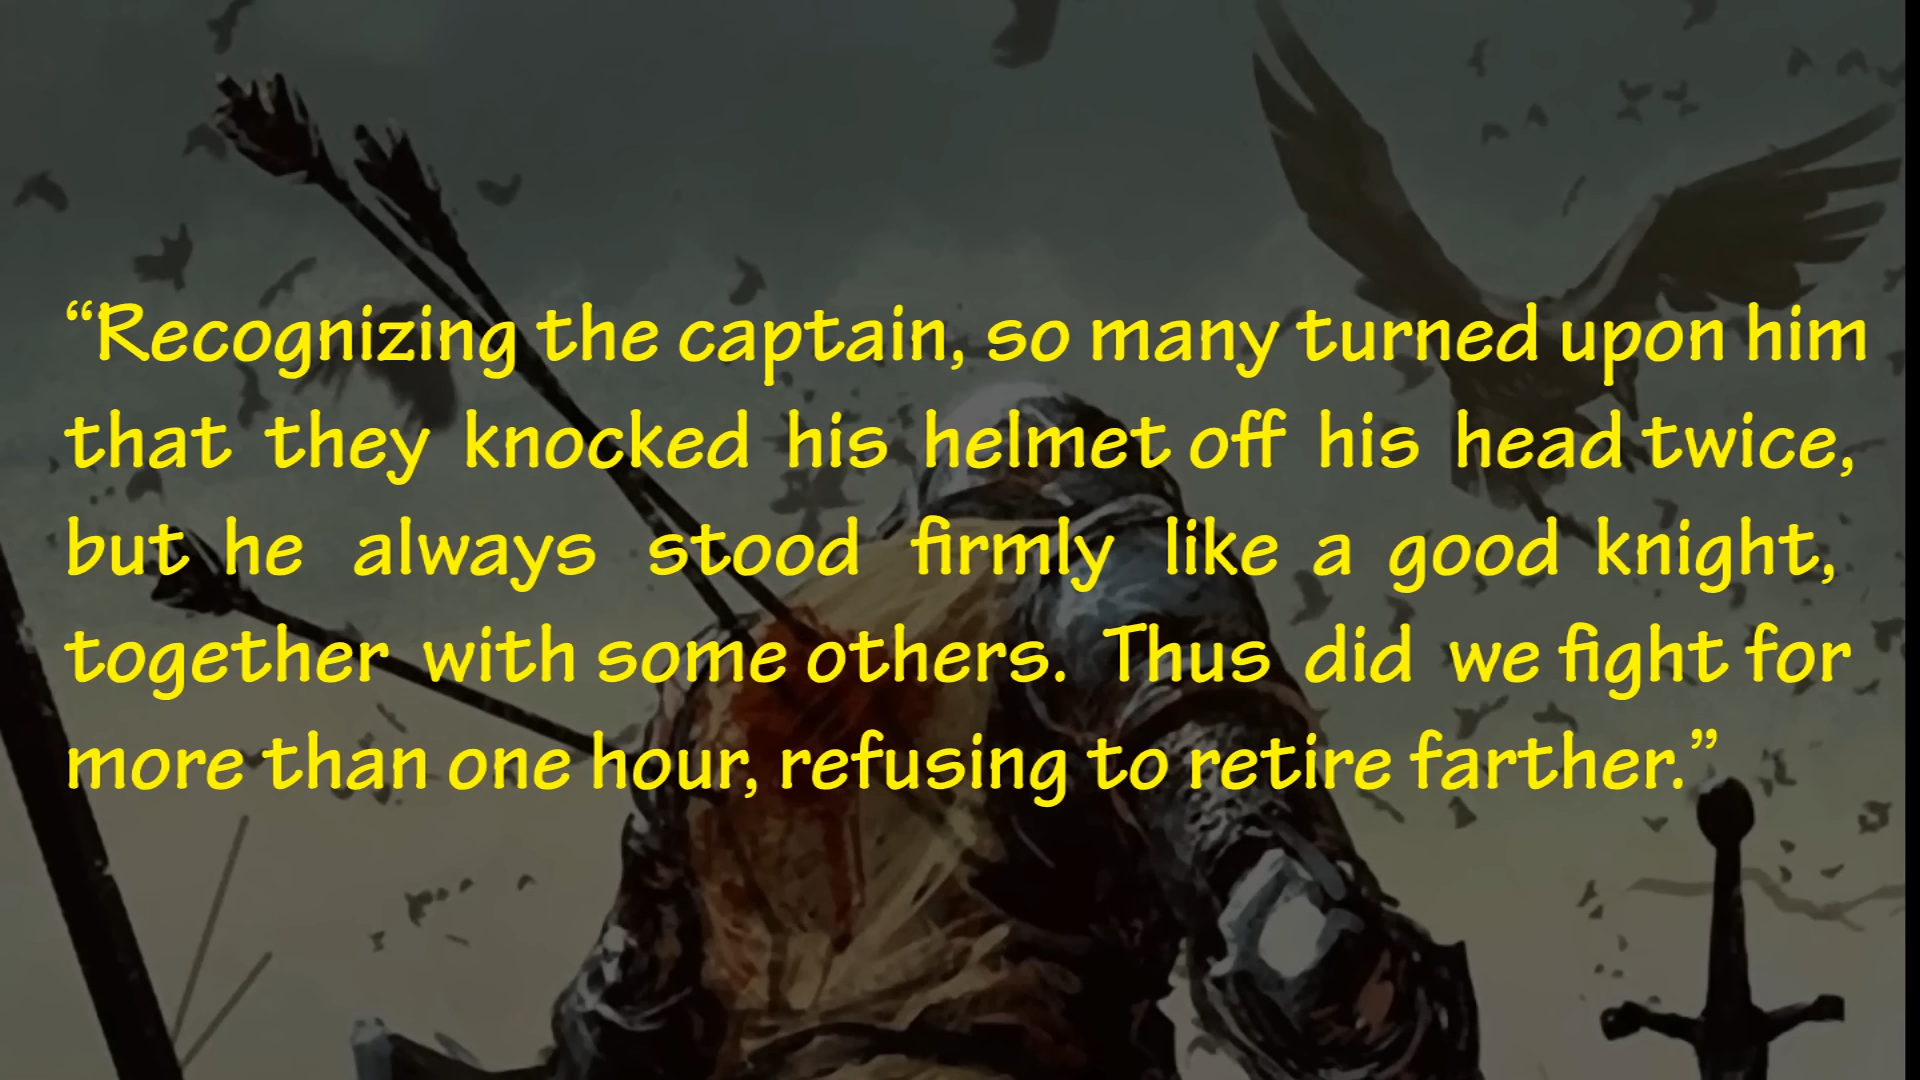 “Recognizing the captain, so many turned upon him
that they knocked his helmet off his head twice,
but he always stood firmly like a good knight,
together with some others. Thus did we fight for
more than one hour, refusing to retire farther.”